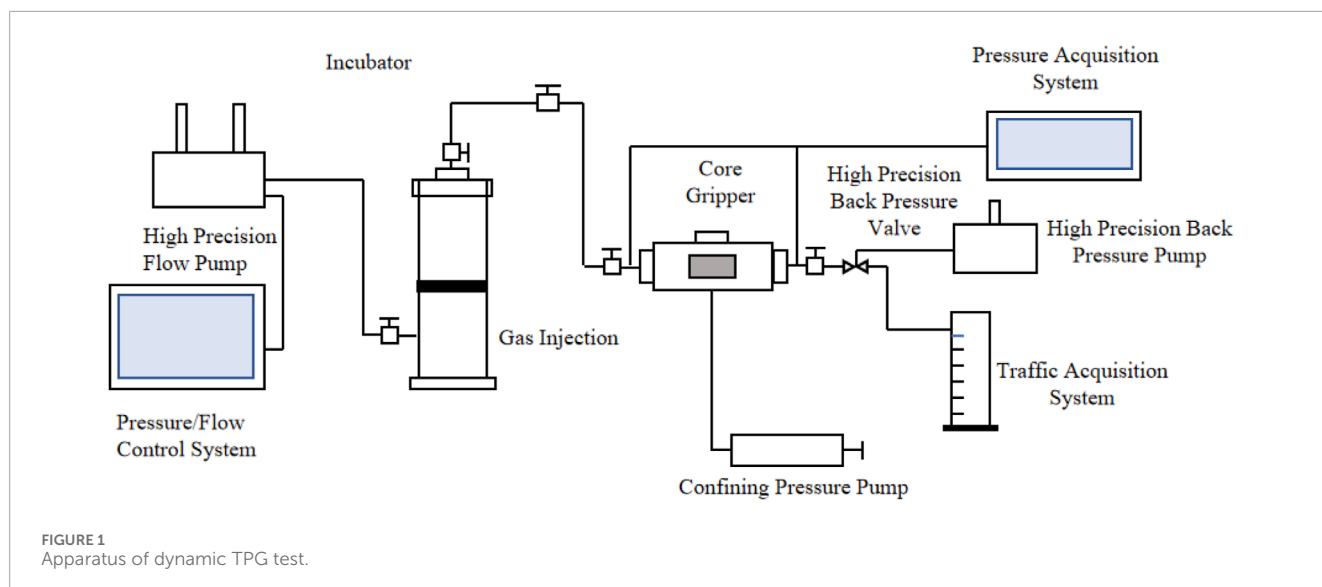 Incubator
Pressure Acquisition
System
High Precision
Flow Pump
Core
Gripper
High Precision
Back Pressure
Valve
High Precision Back
Pressure Pump
Gas Injection
Traffic Acquisition
System
Pressure/Flow
Control System
Confining Pressure Pump
FIGURE 1
Apparatus of dynamic TPG test.